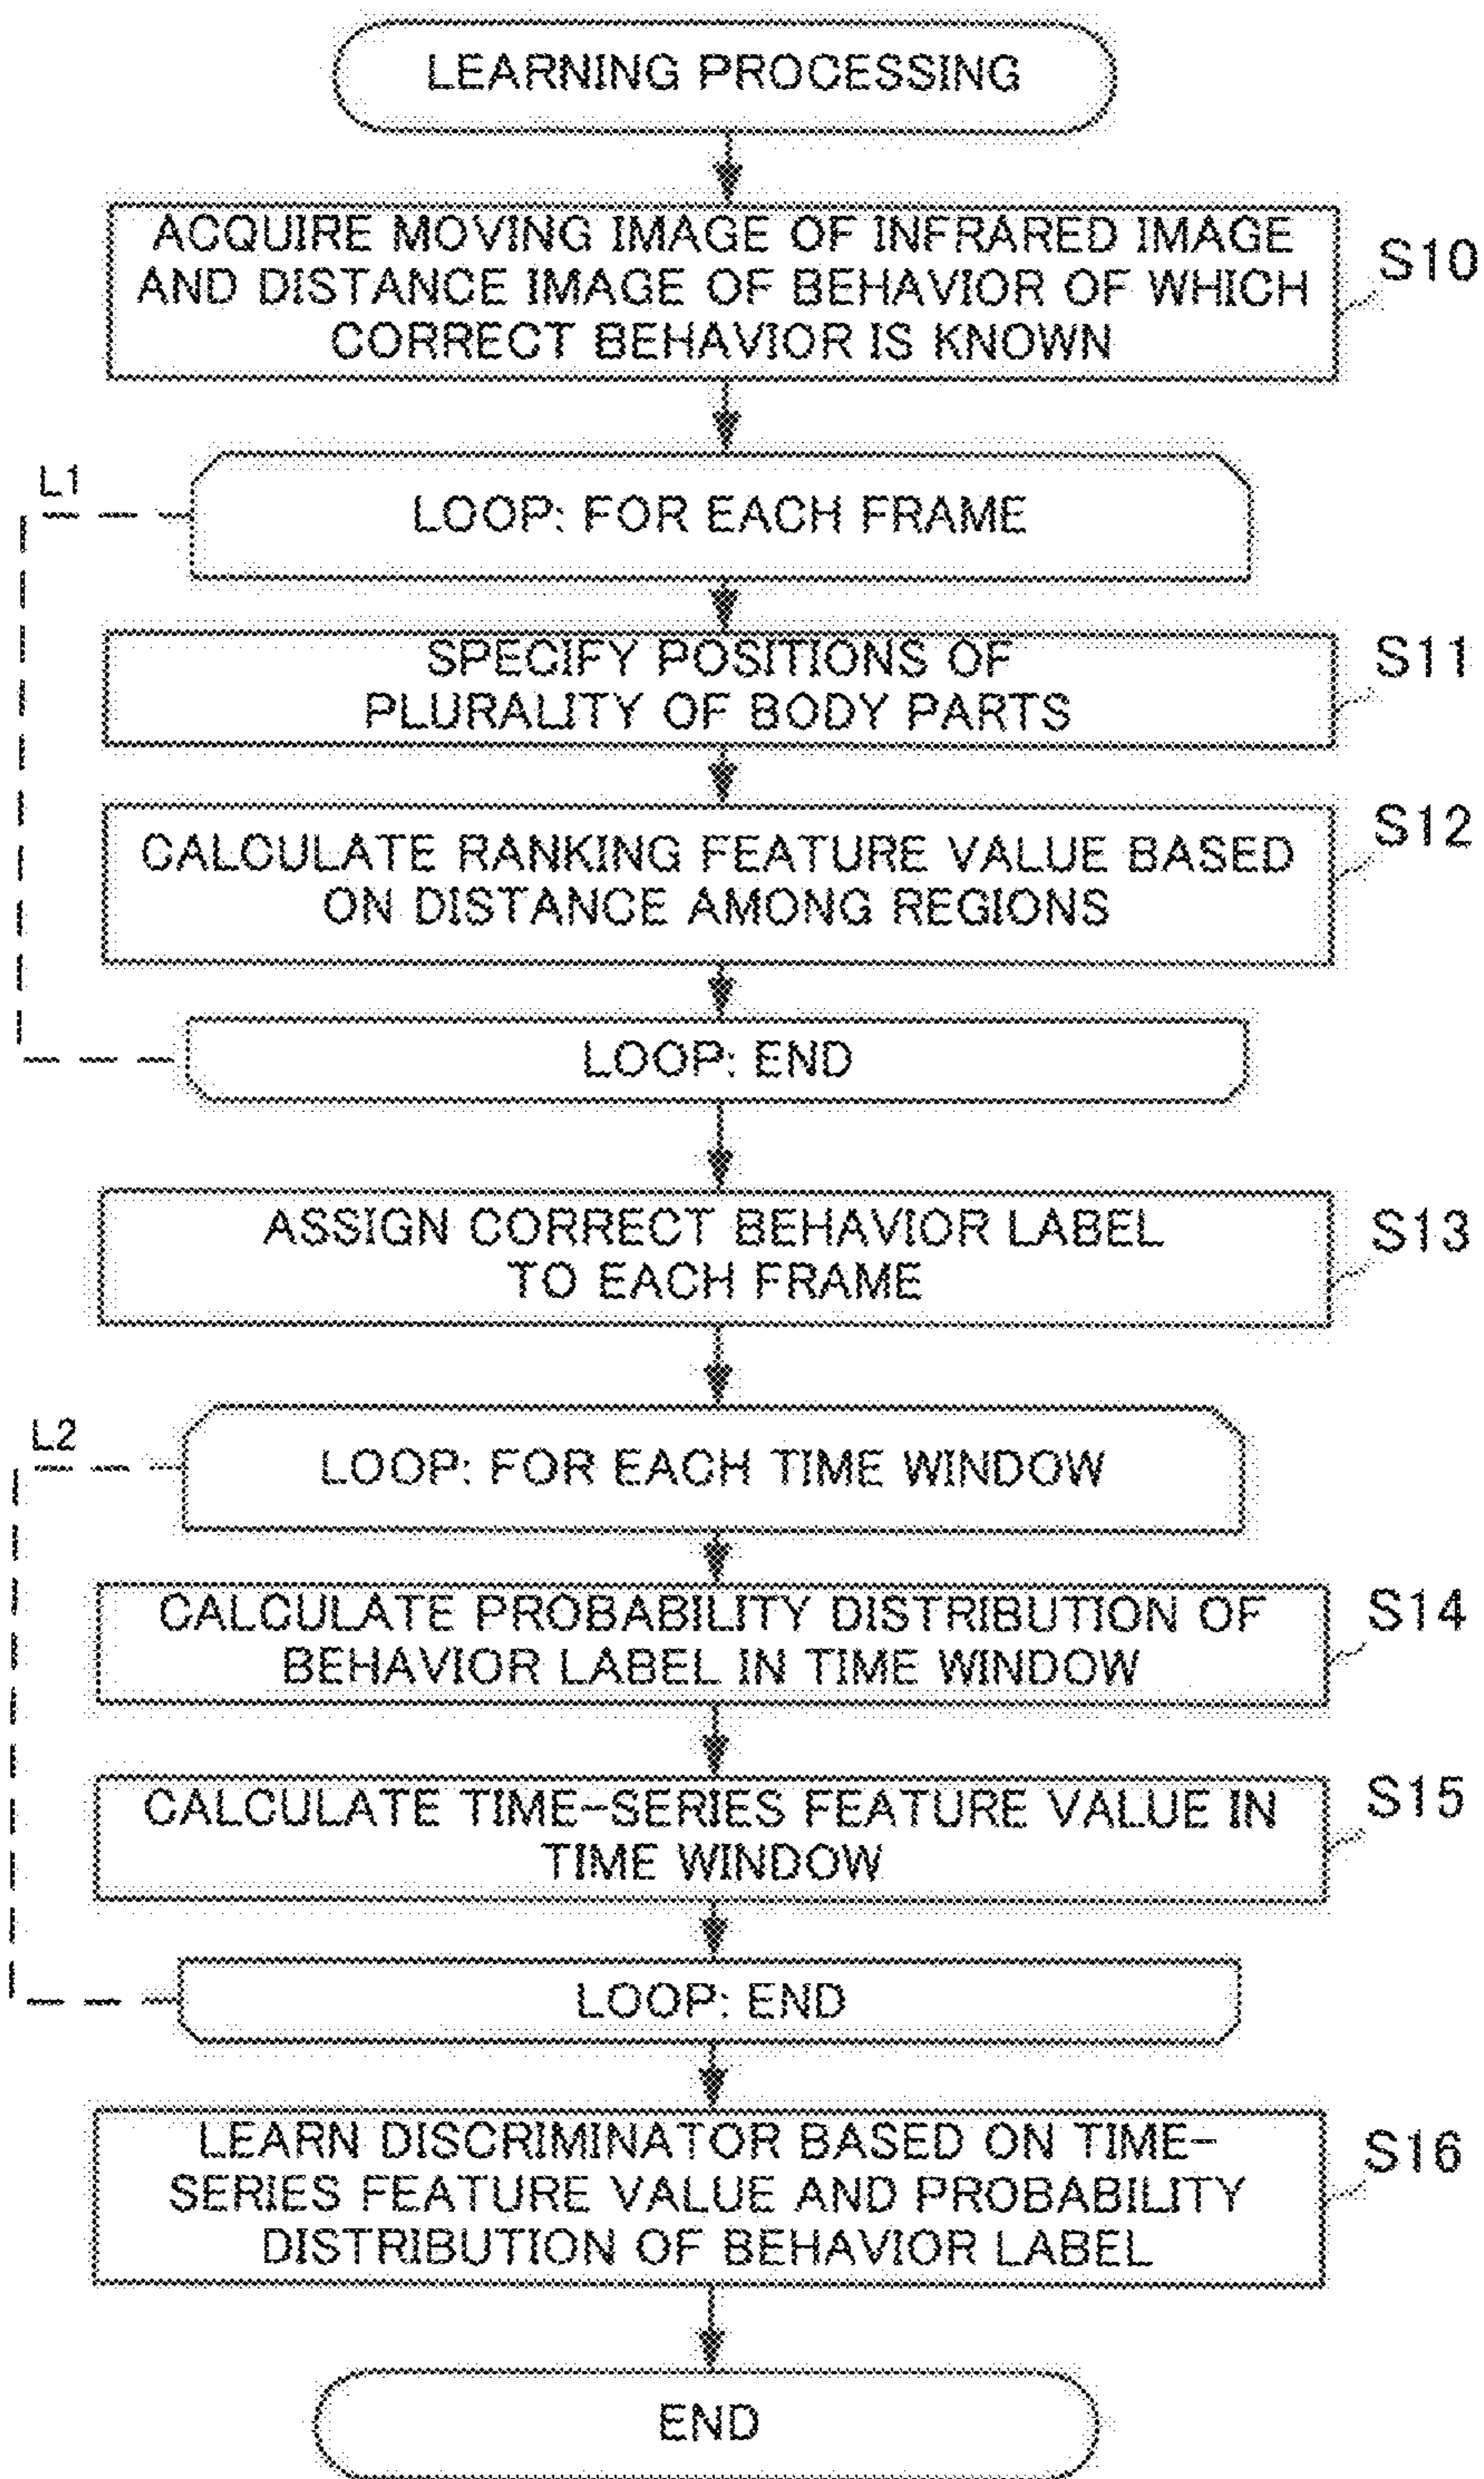 LEARNING PROCESSING
ACQUIRE MOVING IMAGE OF INFRARED IMAGE
AND DISTANCE IMAGE OF BEHAVIOR OF WHICH
CORRECT BEHAVIOR IS KNOWN
S10
L1
LOOP: FOR EACH FRAME
SPECIFY POSITIONS OF
PLURALITY OF BODY PARTS
S11
CALCULATE RANKING FEATURE VALUE BASED
ON DISTANCE AMONG REGIONS
S12
LOOP: END
ASSIGN CORRECT BEHAVIOR LABEL
TO EACH FRAME
S13
L2
LOOP: FOR EACH TIME WINDOW
CALCULATE PROBABILITY DISTRIBUTION OF
BEHAVIOR LABEL IN TIME WINDOW
S14
CALCULATE TIME-SERIES FEATURE VALUE IN
TIME WINDOW
S15
LOOP: END
LEARN DISCRIMINATOR BASED ON TIME-
SERIES FEATURE VALUE AND PROBABILITY
DISTRIBUTION OF BEHAVIOR LABEL
S16
END